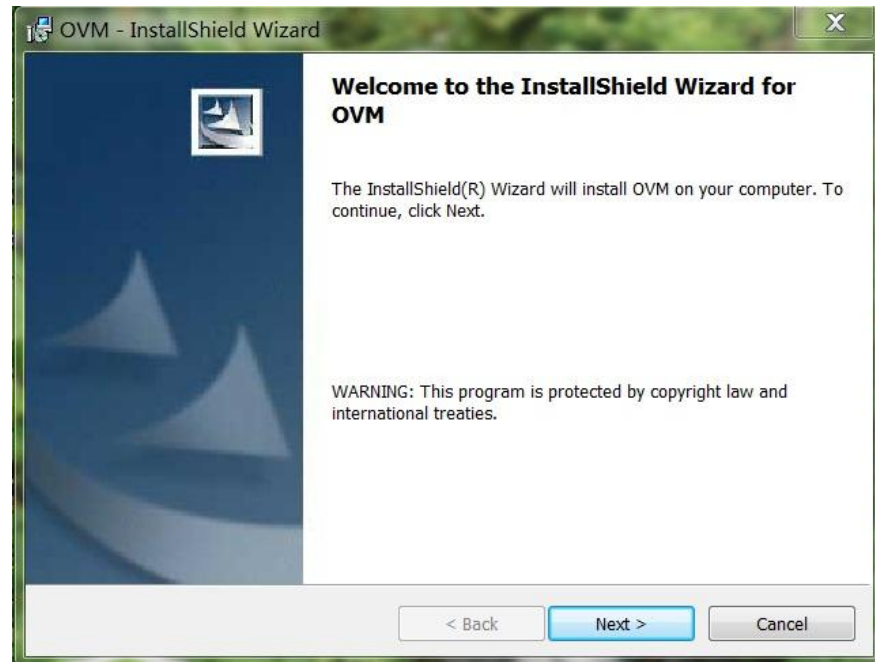 OVM - InstallShield Wizard
X
Welcome to the InstallShield Wizard for
OVM
The InstallShield(R) Wizard will install OVM on your computer. To
continue, click Next.
WARNING: This program is protected by copyright law and
international treaties.
< Back Next > Cancel